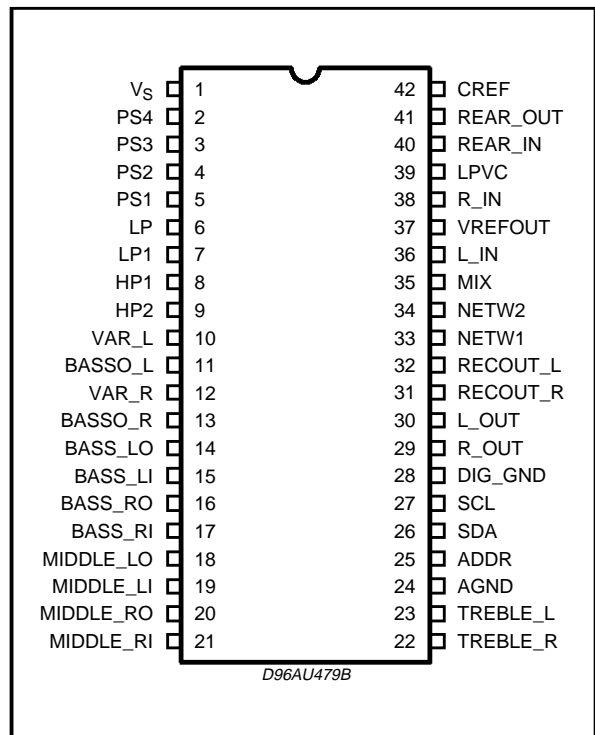 VS 1 42 CREF
PS4 2 41 REAR_OUT
PS3 3 40 REAR_IN
PS2 4 39 LPVC
PS1 5 38 R_IN
LP 6 37 VREFOUT
LP1 7 36 L_IN
HP1 8 35 MIX
HP2 9 34 NETW2
VAR_L 10 33 NETW1
BASSO_L 11 32 RECOUT_L
VAR_R 12 31 RECOUT_R
BASSO_R 13 30 L_OUT
BASS_LO 14 29 R_OUT
BASS_LI 15 28 DIG_GND
BASS_RO 16 27 SCL
BASS_RI 17 26 SDA
MIDDLE_LO 18 25 ADDR
MIDDLE_LI 19 24 AGND
MIDDLE_RO 20 23 TREBLE_L
MIDDLE_RI 21 22 TREBLE_R
D96AU479B